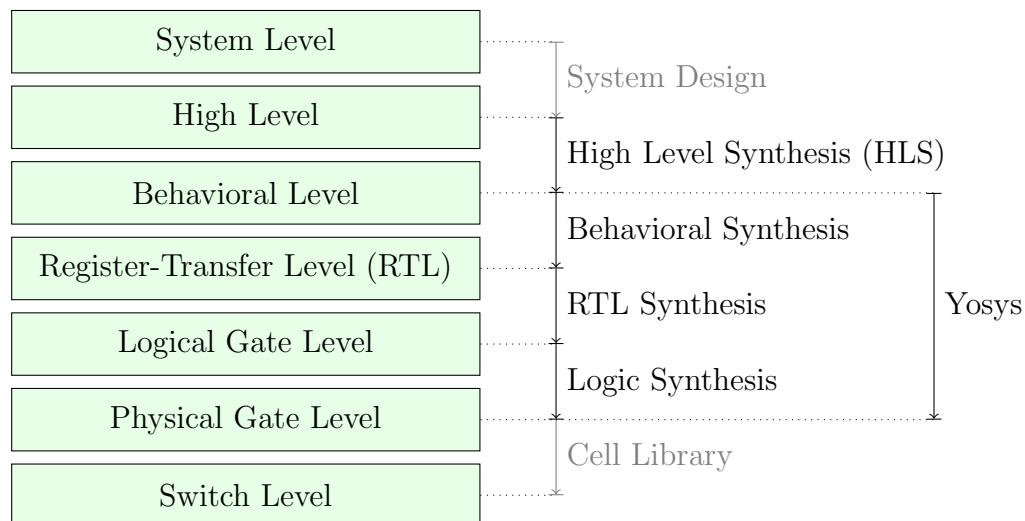 System Level
System Design
High Level
High Level Synthesis (HLS)
Behavioral Level
Behavioral Synthesis
Register-Transfer Level (RTL)
RTL Synthesis
Yosys
Logical Gate Level
Logic Synthesis
Physical Gate Level
Cell Library
Switch Level